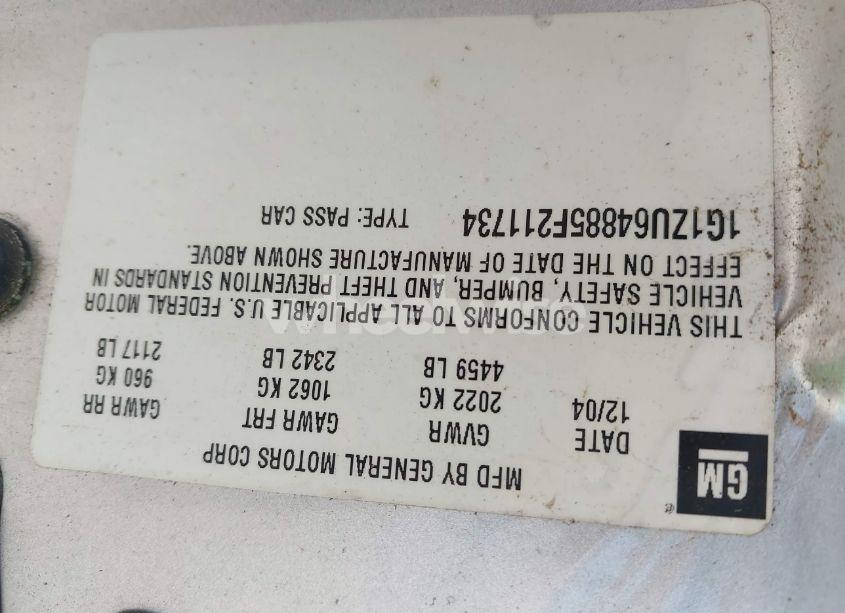 GM
MFD BY GENERAL MOTORS CORP
DATE GVWR GAWR FRT GAWR RR
12/04 2022 KG 1062 KG 960 KG
4459 LB 2342 LB 2117 LB
THIS VEHICLE CONFORMS TO ALL APPLICABLE U.S. FEDERAL MOTOR
VEHICLE SAFETY, BUMPER, AND THEFT PREVENTION STANDARDS IN
EFFECT ON THE DATE OF MANUFACTURE SHOWN ABOVE.
1G1ZU64885F211734 TYPE: PASS CAR